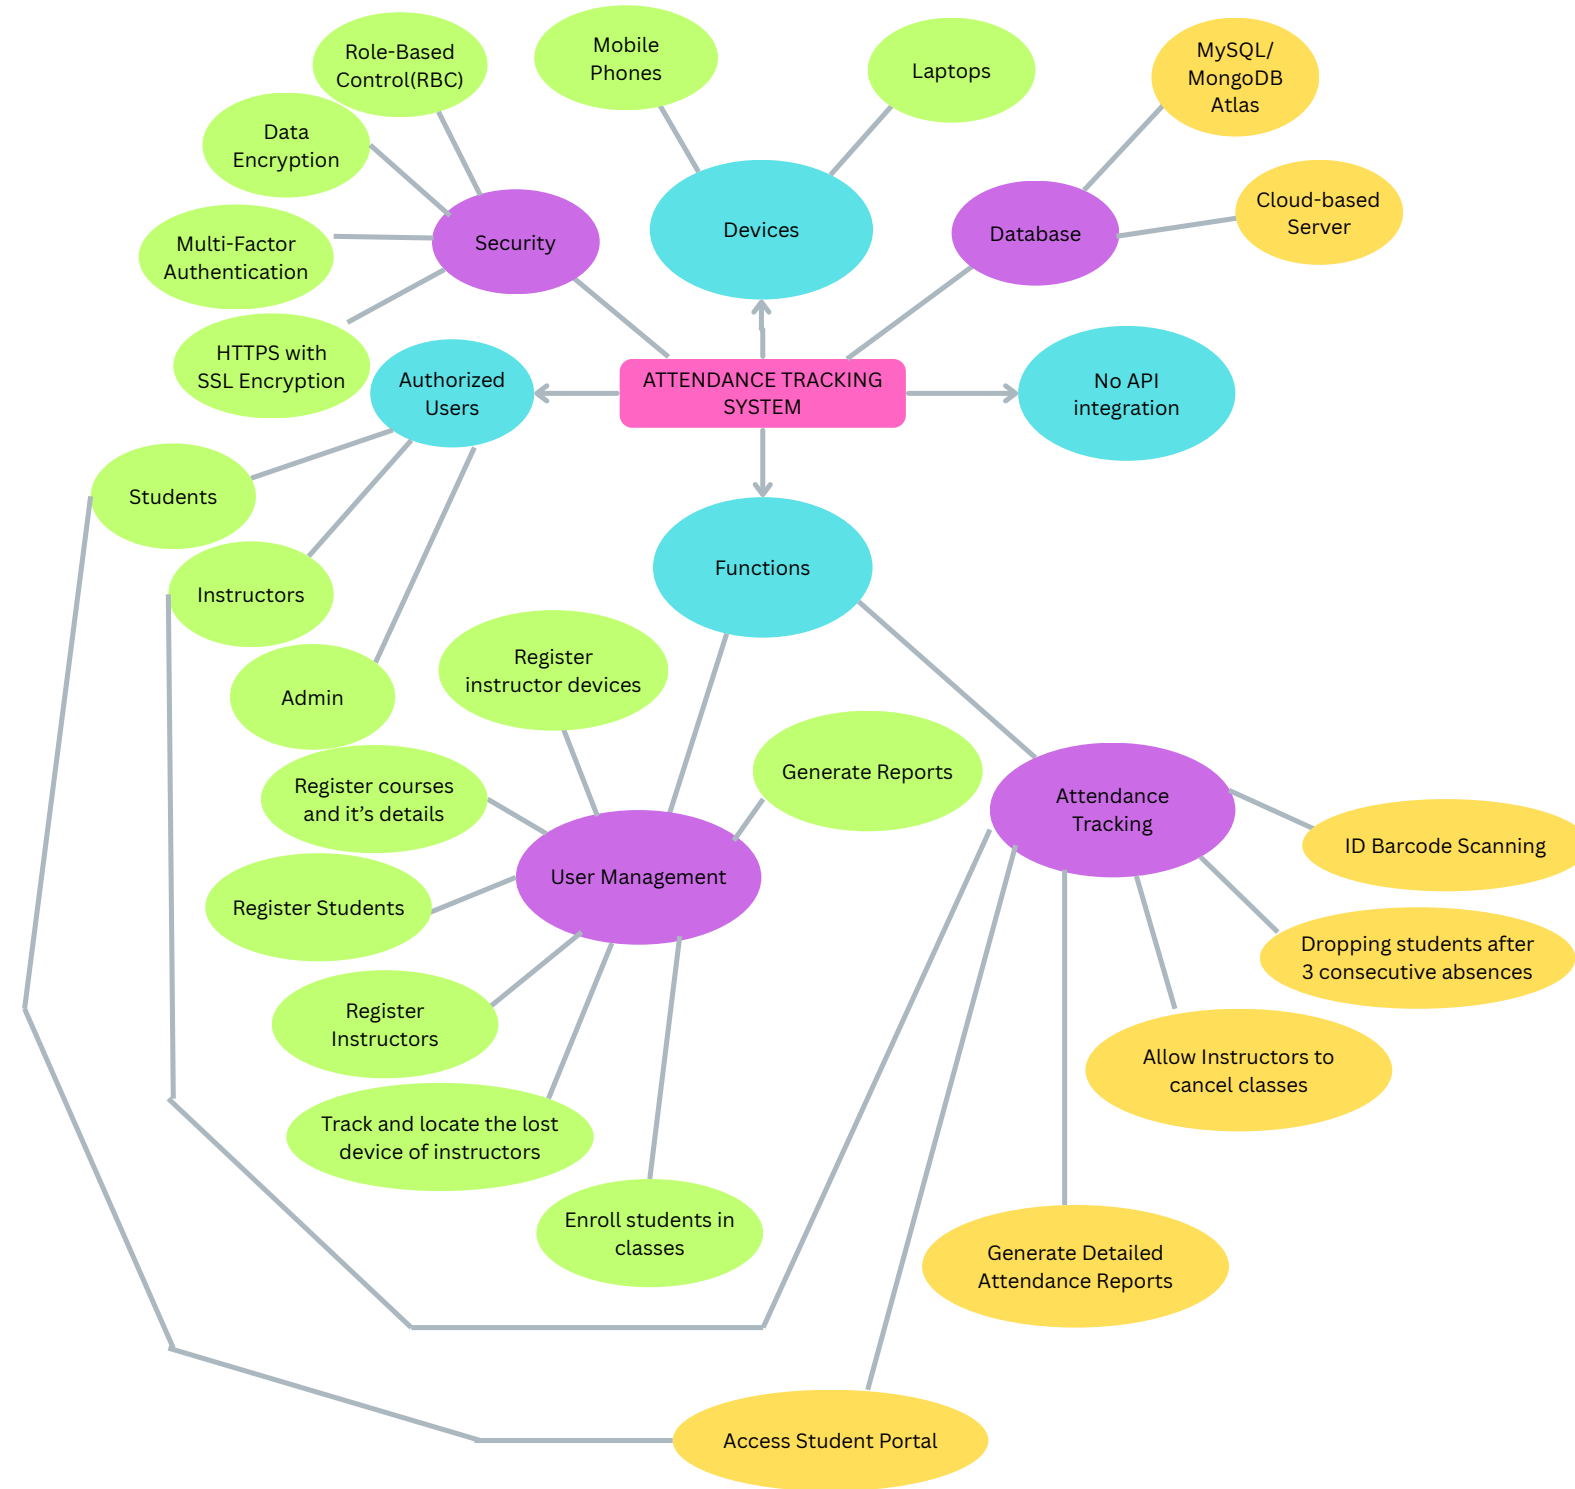 Role-Based
Control(RBC)
Mobile
Phones
Laptops
MySQL/
MongoDB
Atlas
Data
Encryption
Cloud-based
Server
Security
Devices
Database
Multi-Factor
Authentication
HTTPS with
SSL Encryption
Authorized
Users
ATTENDANCE TRACKING
SYSTEM
No API
integration
Students
Instructors
Admin
Functions
Register
instructor devices
Generate Reports
Register courses
and it’s details
Attendance
Tracking
ID Barcode Scanning
User Management
Register Students
Dropping students after
3 consecutive absences
Register
Instructors
Allow Instructors to
cancel classes
Track and locate the lost
device of instructors
Enroll students in
classes
Generate Detailed
Attendance Reports
Access Student Portal